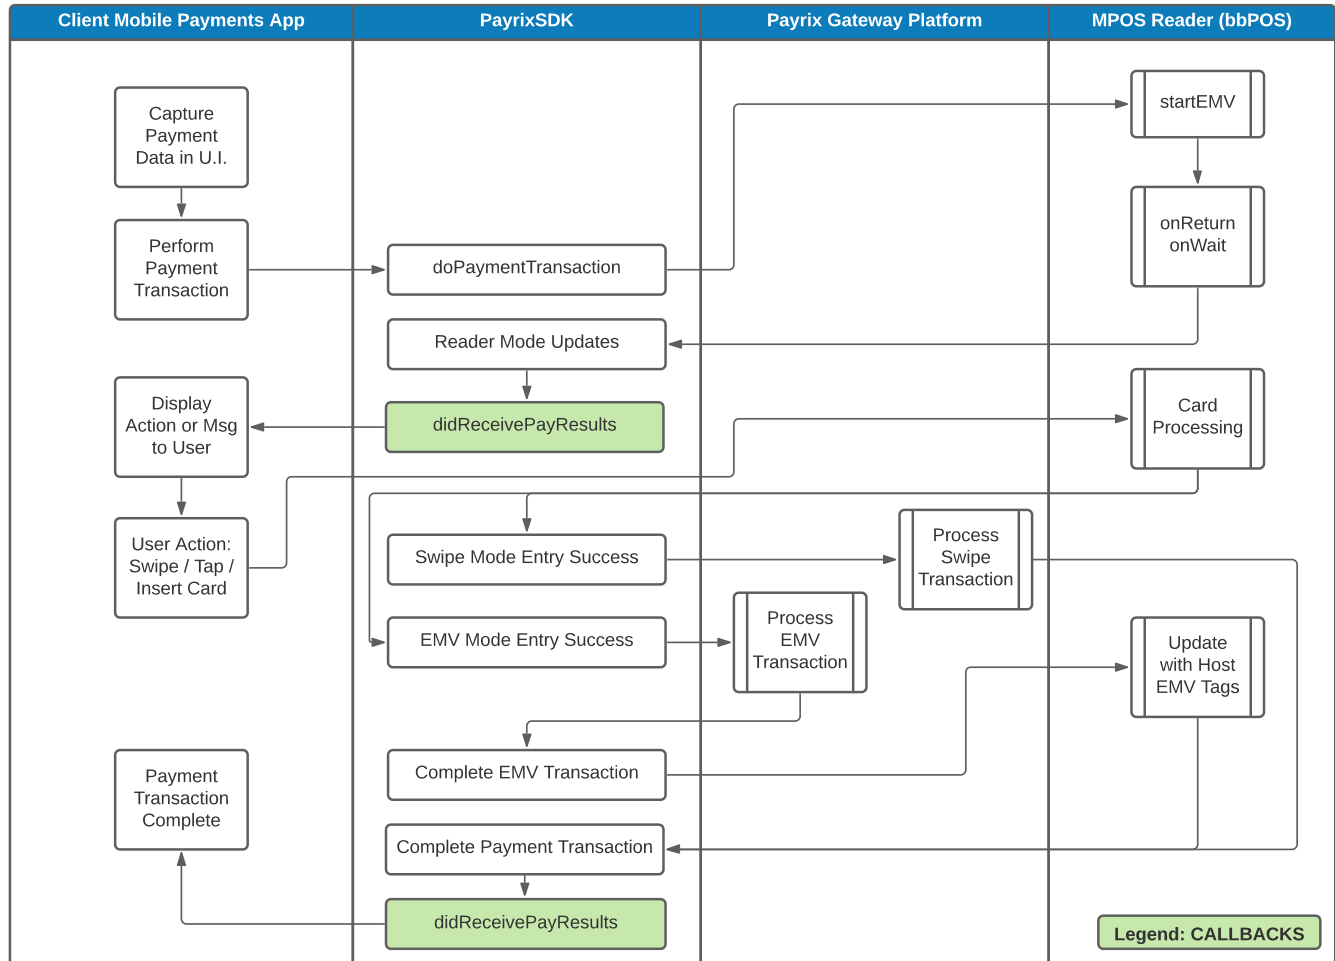 Client Mobile Payments App
PayrixSDK
Payrix Gateway Platform
MPOS Reader (bbPOS)
Capture
Payment
Data in U.I.
Perform
Payment
Transaction
Display
Action or Msg
to User
User Action:
Swipe / Tap /
Insert Card
Payment
Transaction
Complete
doPaymentTransaction
Reader Mode Updates
didReceivePayResults
Swipe Mode Entry Success
EMV Mode Entry Success
Complete EMV Transaction
Complete Payment Transaction
didReceivePayResults
Process
Swipe
Transaction
Process
EMV
Transaction
startEMV
onReturn
onWait
Card
Processing
Update
with Host
EMV Tags
Legend: CALLBACKS